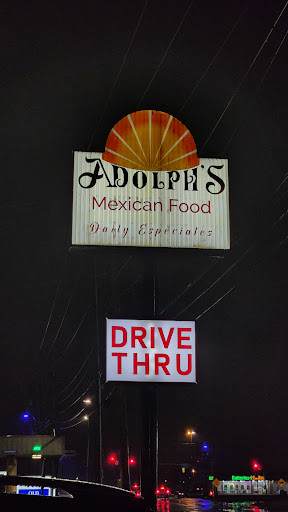 ADOLPH'S
Mexican Food
Daily Especiales
DRIVE
THRU